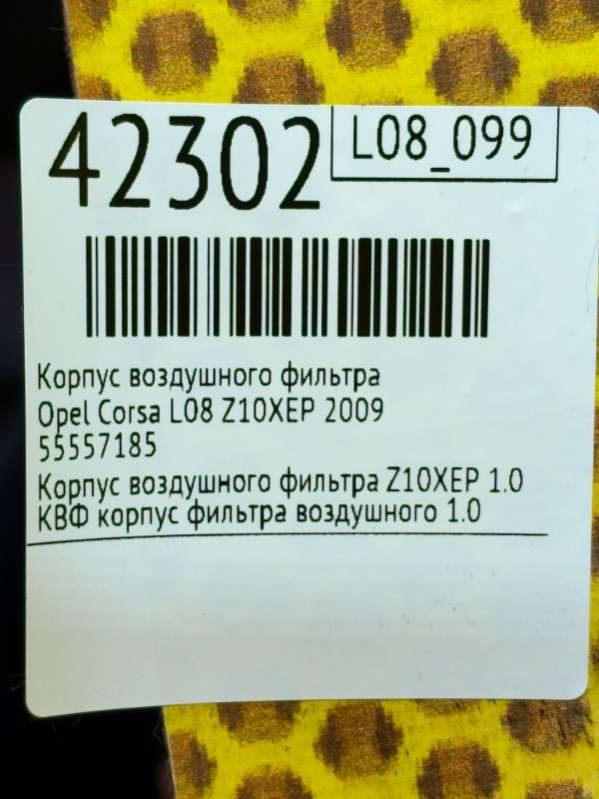 42302
L08_099
Корпус воздушного фильтра
Opel Corsa L08 Z10XEP 2009
55557185
Корпус воздушного фильтра Z10XEP 1.0
КВФ корпус фильтра воздушного 1.0